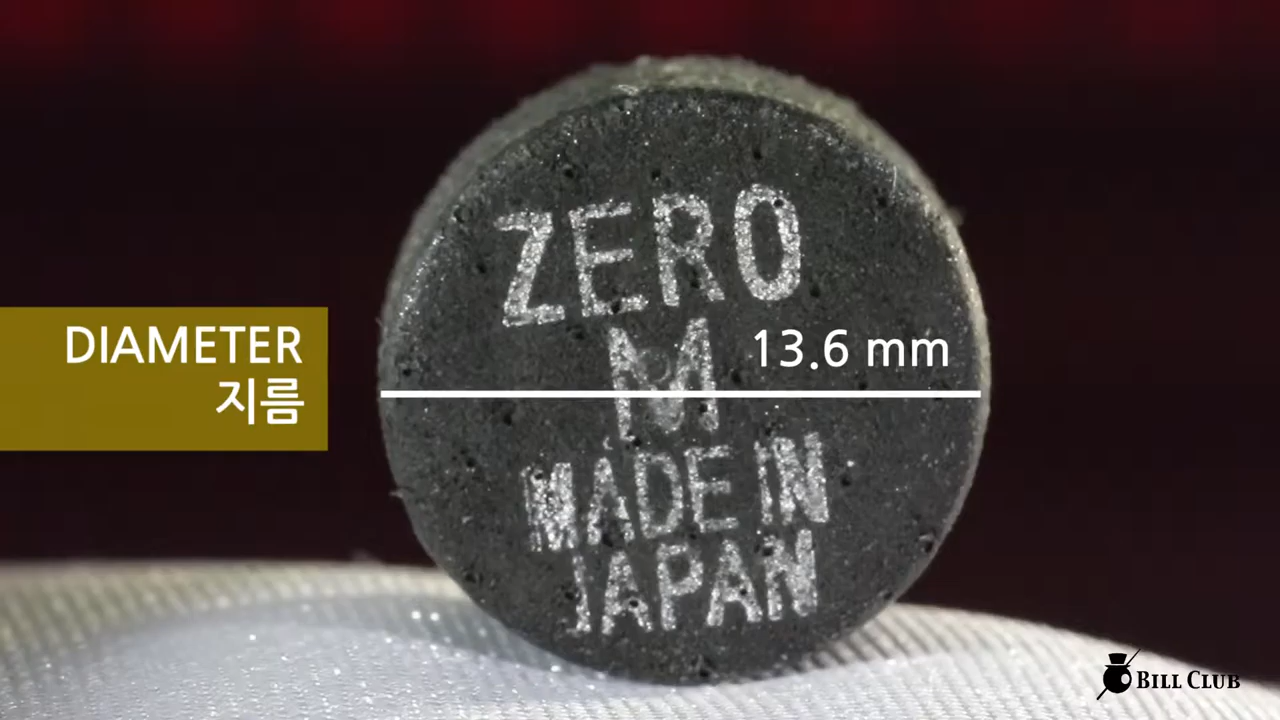 ZERO
M
MADE IN
JAPAN
13.6 mm
DIAMETER
지름
BILL CLUB